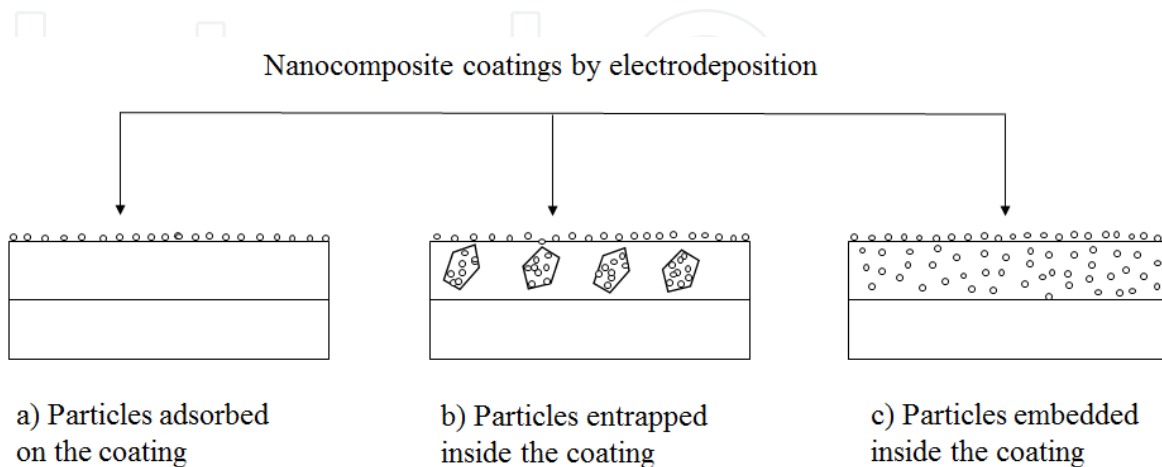 Nanocomposite coatings by electrodeposition
a) Particles adsorbed
on the coating
b) Particles entrapped
inside the coating
c) Particles embedded
inside the coating